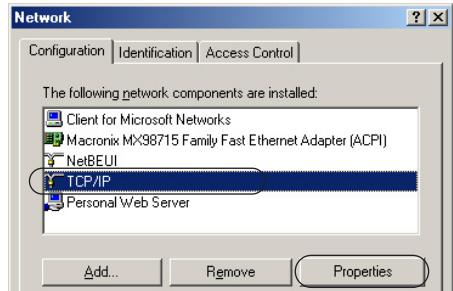 Network
Configuration Identification Access Control
The following network components are installed:
Client for Microsoft Networks
Macronix MX98715 Family Fast Ethernet Adapter (ACPI)
NetBEUI
TCP/IP
Personal Web Server
Add... Remove Properties